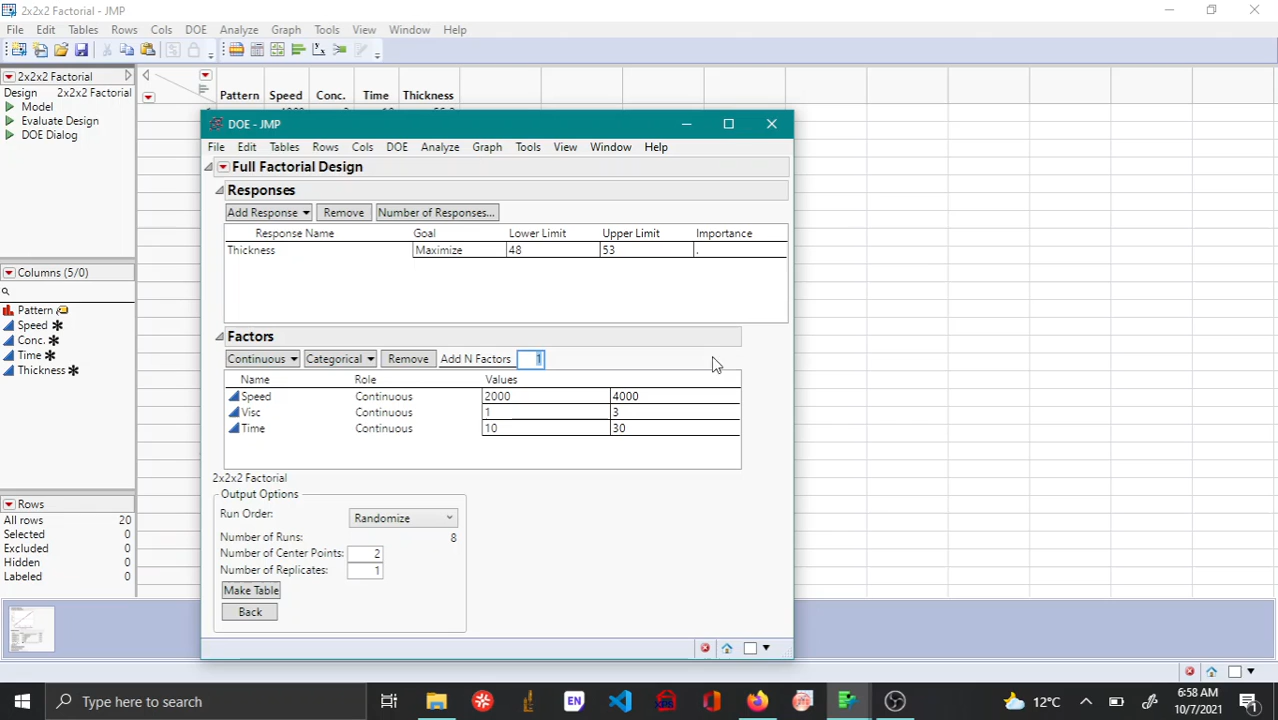 2x2x2 Factorial - JMP
File Edit Tables Rows Cols DOE Analyze Graph Tools View Window Help
2x2x2 Factorial
Design 2x2x2 Factorial
Model
Evaluate Design
DOE Dialog
Pattern Speed Conc. Time Thickness
Columns (5/0)
Pattern
Speed
Conc.
Time
Thickness
Rows
All rows 20
Selected 0
Excluded 0
Hidden 0
Labeled 0
DOE - JMP
File Edit Tables Rows Cols DOE Analyze Graph Tools View Window Help
Full Factorial Design
Responses
Add Response Remove Number of Responses...
Response Name Goal Lower Limit Upper Limit Importance
Thickness Maximize 48 53 .
Factors
Continuous Categorical Remove Add N Factors 1
Name Role Values
Speed Continuous 2000 4000
Visc Continuous 1 3
Time Continuous 10 30
2x2x2 Factorial
Output Options
Run Order: Randomize
Number of Runs: 8
Number of Center Points: 2
Number of Replicates: 1
Make Table
Back
Type here to search
EN
12°C
6:58 AM
10/7/2021
1